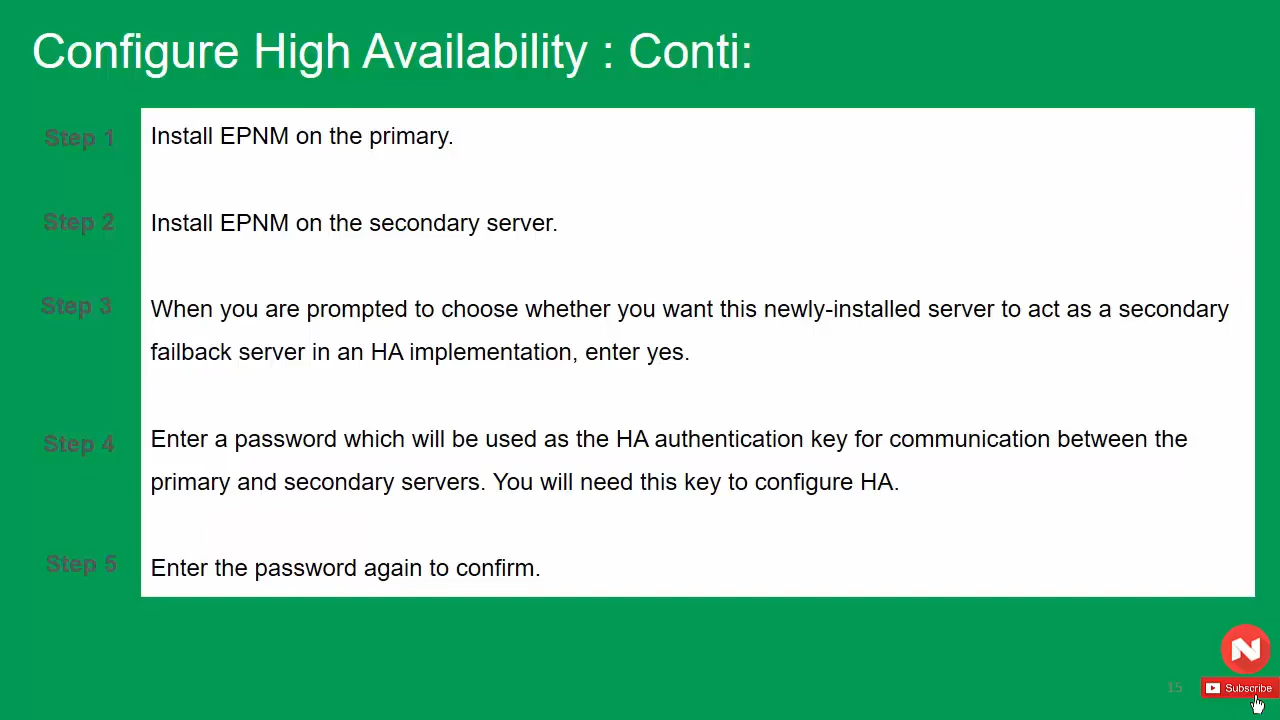 Configure High Availability : Conti:
Step 1
Install EPNM on the primary.
Step 2
Install EPNM on the secondary server.
Step 3
When you are prompted to choose whether you want this newly-installed server to act as a secondary
failback server in an HA implementation, enter yes.
Step 4
Enter a password which will be used as the HA authentication key for communication between the
primary and secondary servers. You will need this key to configure HA.
Step 5
Enter the password again to confirm.
N
15
Subscribe